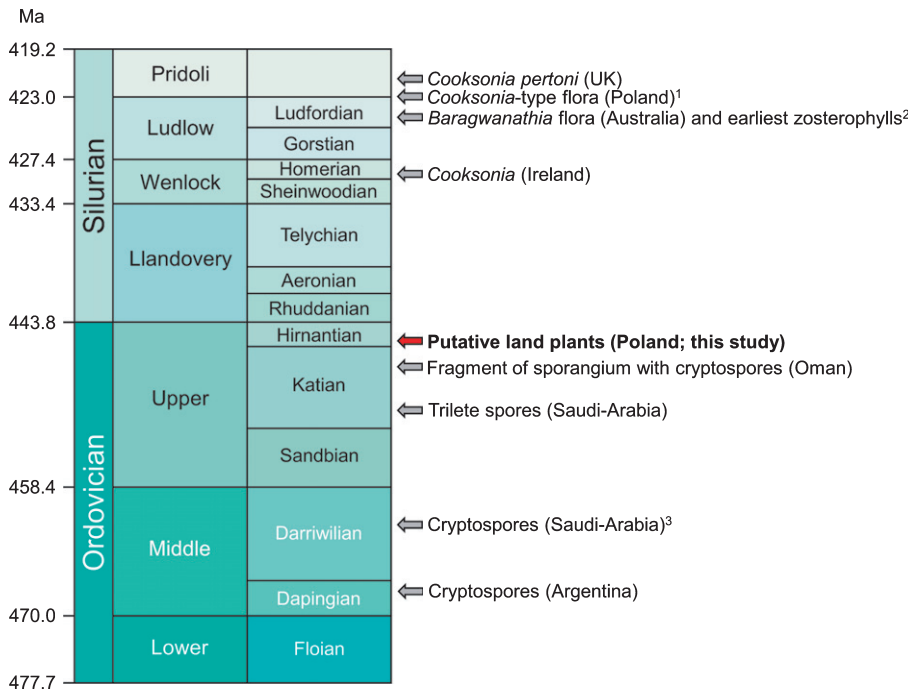 Ma
419.2
423.0
427.4
433.4
443.8
458.4
470.0
477.7
Silurian
Ordovician
Pridoli
Ludlow
Wenlock
Llandovery
Upper
Middle
Lower
Ludfordian
Gorstian
Homerian
Sheinwoodian
Telychian
Aeronian
Rhuddanian
Hirnantian
Katian
Sandbian
Darriwilian
Dapingian
Floian
Cooksonia pertoni (UK)
Cooksonia-type flora (Poland)¹
Baragwanathia flora (Australia) and earliest zosterophylls²
Cooksonia (Ireland)
Putative land plants (Poland; this study)
Fragment of sporangium with cryptospores (Oman)
Trilete spores (Saudi-Arabia)
Cryptospores (Saudi-Arabia)³
Cryptospores (Argentina)